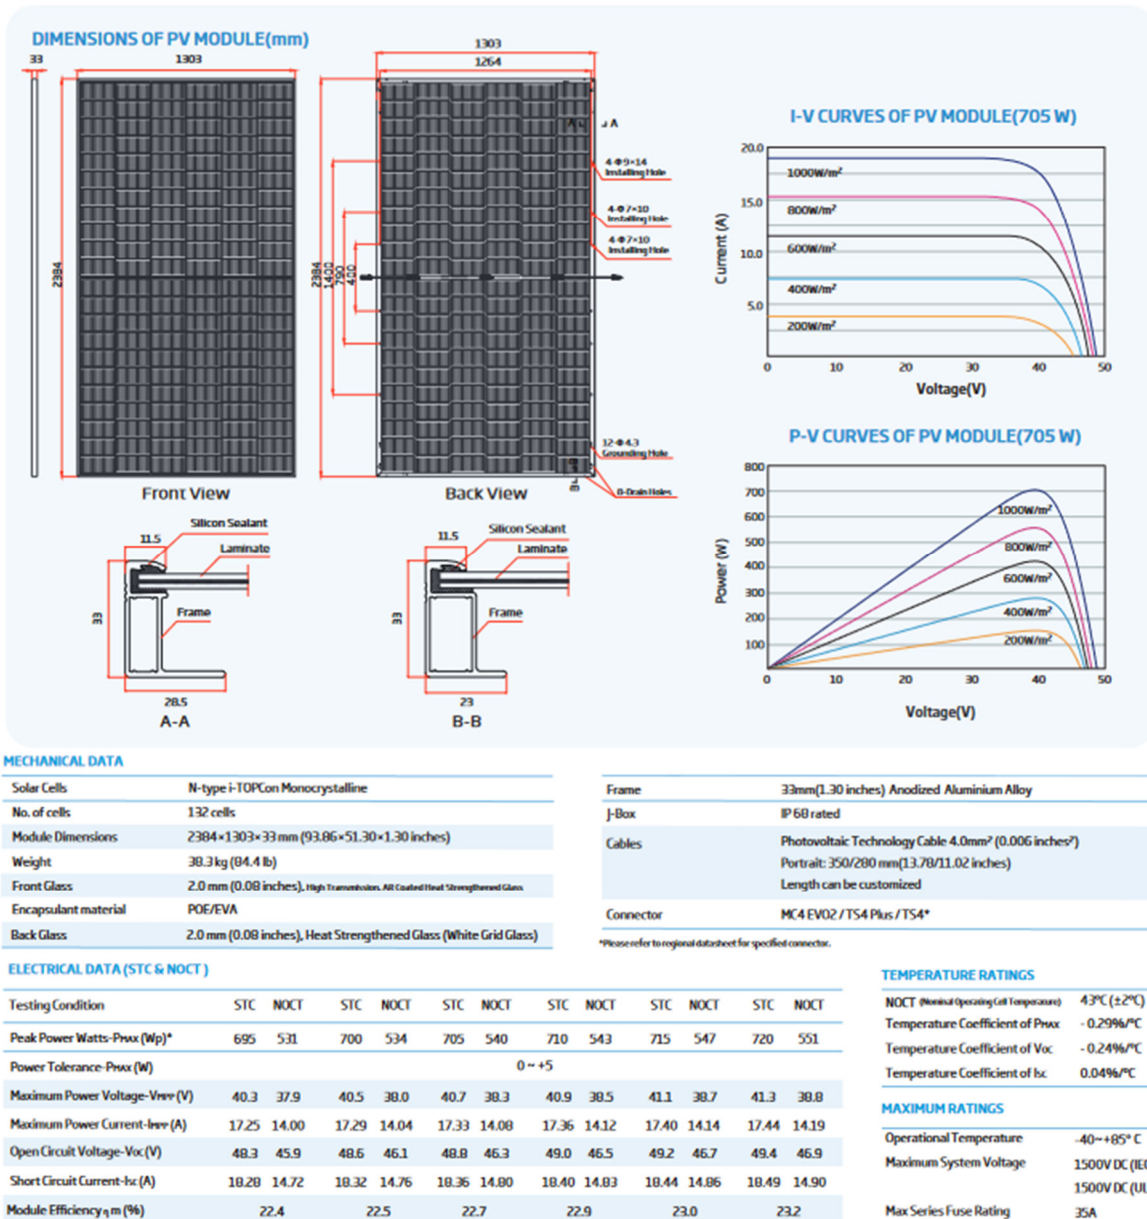 DIMENSIONS OF PV MODULE(mm)
33
1303
2384
Front View
1303
1264
A
A
2384
1400
790
400
4-Φ9×14
Installing Hole
4-Φ7×10
Installing Hole
4-Φ7×10
Installing Hole
12-Φ4.3
Grounding Hole
8-Drain Holes
B
Back View
11.5
Silicon Sealant
Laminate
33
Frame
28.5
A-A
11.5
Silicon Sealant
Laminate
33
Frame
23
B-B
I-V CURVES OF PV MODULE(705 W)
Current (A)
20.0
15.0
10.0
5.0
1000W/m²
800W/m²
600W/m²
400W/m²
200W/m²
0 10 20 30 40 50
Voltage(V)
P-V CURVES OF PV MODULE(705 W)
Power (W)
800
700
600
500
400
300
200
100
1000W/m²
800W/m²
600W/m²
400W/m²
200W/m²
0 10 20 30 40 50
Voltage(V)
MECHANICAL DATA
Solar Cells N-type i-TOPCon Monocrystalline
No. of cells 132 cells
Module Dimensions 2384×1303×33 mm (93.86×51.30×1.30 inches)
Weight 38.3 kg (84.4 lb)
Front Glass 2.0 mm (0.08 inches), High Transmission, AR Coated Heat Strengthened Glass
Encapsulant material POE/EVA
Back Glass 2.0 mm (0.08 inches), Heat Strengthened Glass (White Grid Glass)
Frame 33mm(1.30 inches) Anodized Aluminium Alloy
J-Box IP 68 rated
Cables Photovoltaic Technology Cable 4.0mm² (0.006 inches²)
Portrait: 350/280 mm(13.78/11.02 inches)
Length can be customized
Connector MC4 EV02 / TS4 Plus / TS4*
*Please refer to regional datasheet for specified connector.
ELECTRICAL DATA (STC & NOCT )
Testing Condition STC NOCT STC NOCT STC NOCT STC NOCT STC NOCT STC NOCT
Peak Power Watts-PMAX (Wp)* 695 531 700 534 705 540 710 543 715 547 720 551
Power Tolerance-PMAX (W) 0 ~ +5
Maximum Power Voltage-VMPP (V) 40.3 37.9 40.5 38.0 40.7 38.3 40.9 38.5 41.1 38.7 41.3 38.8
Maximum Power Current-IMPP (A) 17.25 14.00 17.29 14.04 17.33 14.08 17.36 14.12 17.40 14.14 17.44 14.19
Open Circuit Voltage-VOC (V) 48.3 45.9 48.6 46.1 48.8 46.3 49.0 46.5 49.2 46.7 49.4 46.9
Short Circuit Current-ISC (A) 18.28 14.72 18.32 14.76 18.36 14.80 18.40 14.83 18.44 14.86 18.49 14.90
Module Efficiency η m (%) 22.4 22.5 22.7 22.9 23.0 23.2
TEMPERATURE RATINGS
NOCT (Nominal Operating Cell Temperature) 43°C (±2°C)
Temperature Coefficient of PMAX - 0.29%/°C
Temperature Coefficient of VOC - 0.24%/°C
Temperature Coefficient of ISC 0.04%/°C
MAXIMUM RATINGS
Operational Temperature -40~+85° C
Maximum System Voltage 1500V DC (IEC
1500V DC (UL
Max Series Fuse Rating 35A